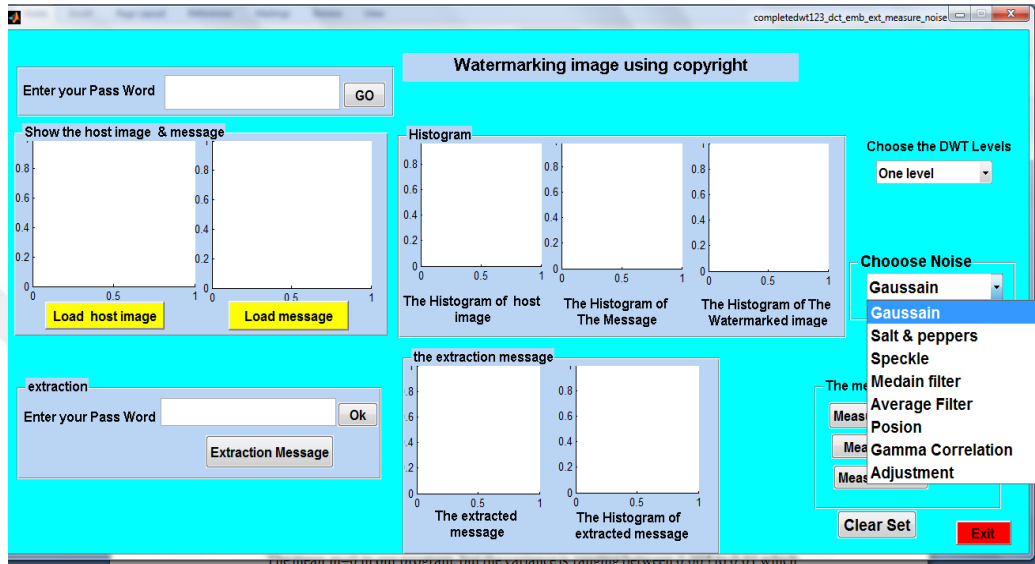 completedwt123_dct_emb_ext_measure_noise
Watermarking image using copyright
Enter your Pass Word
GO
Show the host image & message
0.8
0.6
0.4
0.2
0
0
0.5
1
0.8
0.6
0.4
0.2
0
0.5
1
Load host image
Load message
Histogram
0.8
0.6
0.4
0.2
0
0
0.5
1
The Histogram of host
image
0.8
0.6
0.4
0.2
0
0
0.5
1
The Histogram of
The Message
0.8
0.6
0.4
0.2
0
0
0.5
1
The Histogram of The
Watermarked image
Choose the DWT Levels
One level
Chooose Noise
Gaussain
Gaussain
Salt & peppers
Speckle
Medain filter
Average Filter
Posion
Gamma Correlation
Adjustment
extraction
Enter your Pass Word
Ok
Extraction Message
the extraction message
.8
.6
.4
.2
0
0
0.5
1
The extracted
message
0.8
0.6
0.4
0.2
0
0
0.5
1
The Histogram of
extracted message
The
Clear Set
Exit